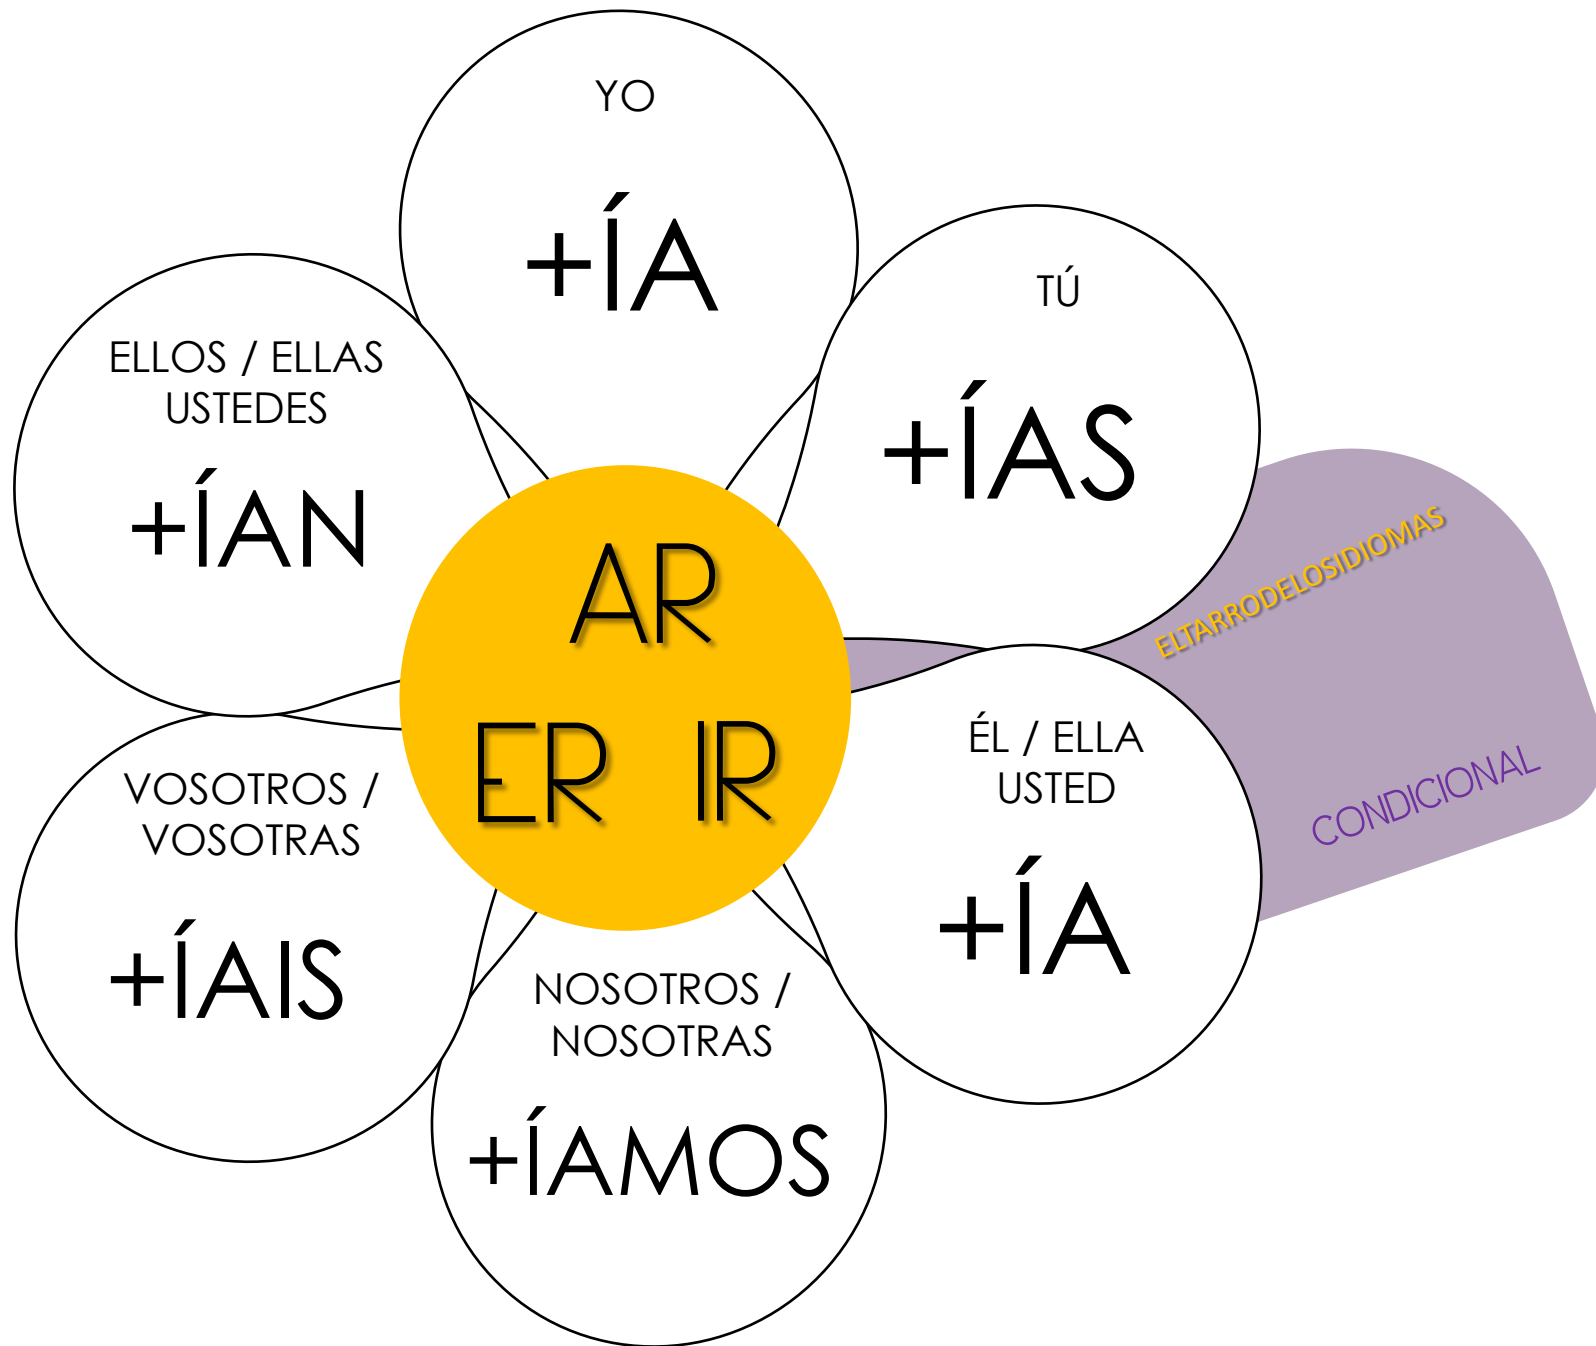 YO
+ÍA
TÚ
+ÍAS
ÉL / ELLA
USTED
+ÍA
NOSOTROS /
NOSOTRAS
+ÍAMOS
VOSOTROS /
VOSOTRAS
+ÍAIS
ELLOS / ELLAS
USTEDES
+ÍAN
AR
ER IR
ELTARRODELOSIDIOMAS
CONDICIONAL